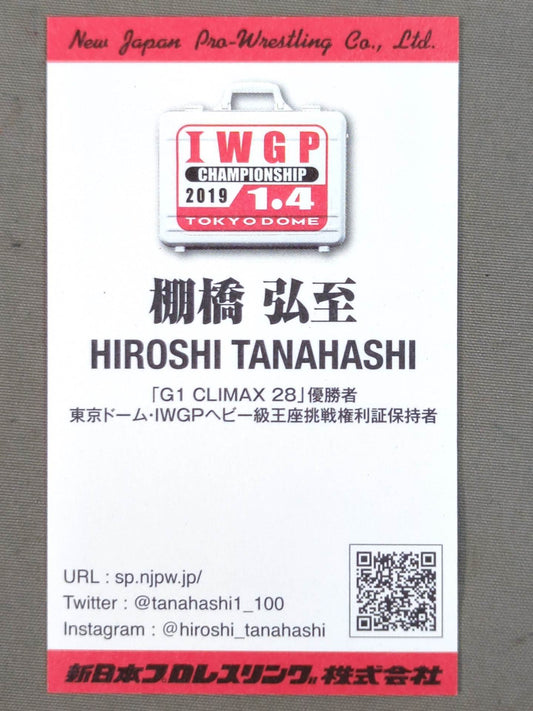 New Japan Pro-Wrestling Co., Ltd.
IWGP
CHAMPIONSHIP
2019 1.4
TOKYO DOME
棚橋 弘至
HIROSHI TANAHASHI
「G1 CLIMAX 28」優勝者
東京ドーム・IWGPヘビー級王座挑戦権利証保持者
URL : sp.njpw.jp/
Twitter : @tanahashi1_100
Instagram : @hiroshi_tanahashi
新日本プロレスリング株式会社